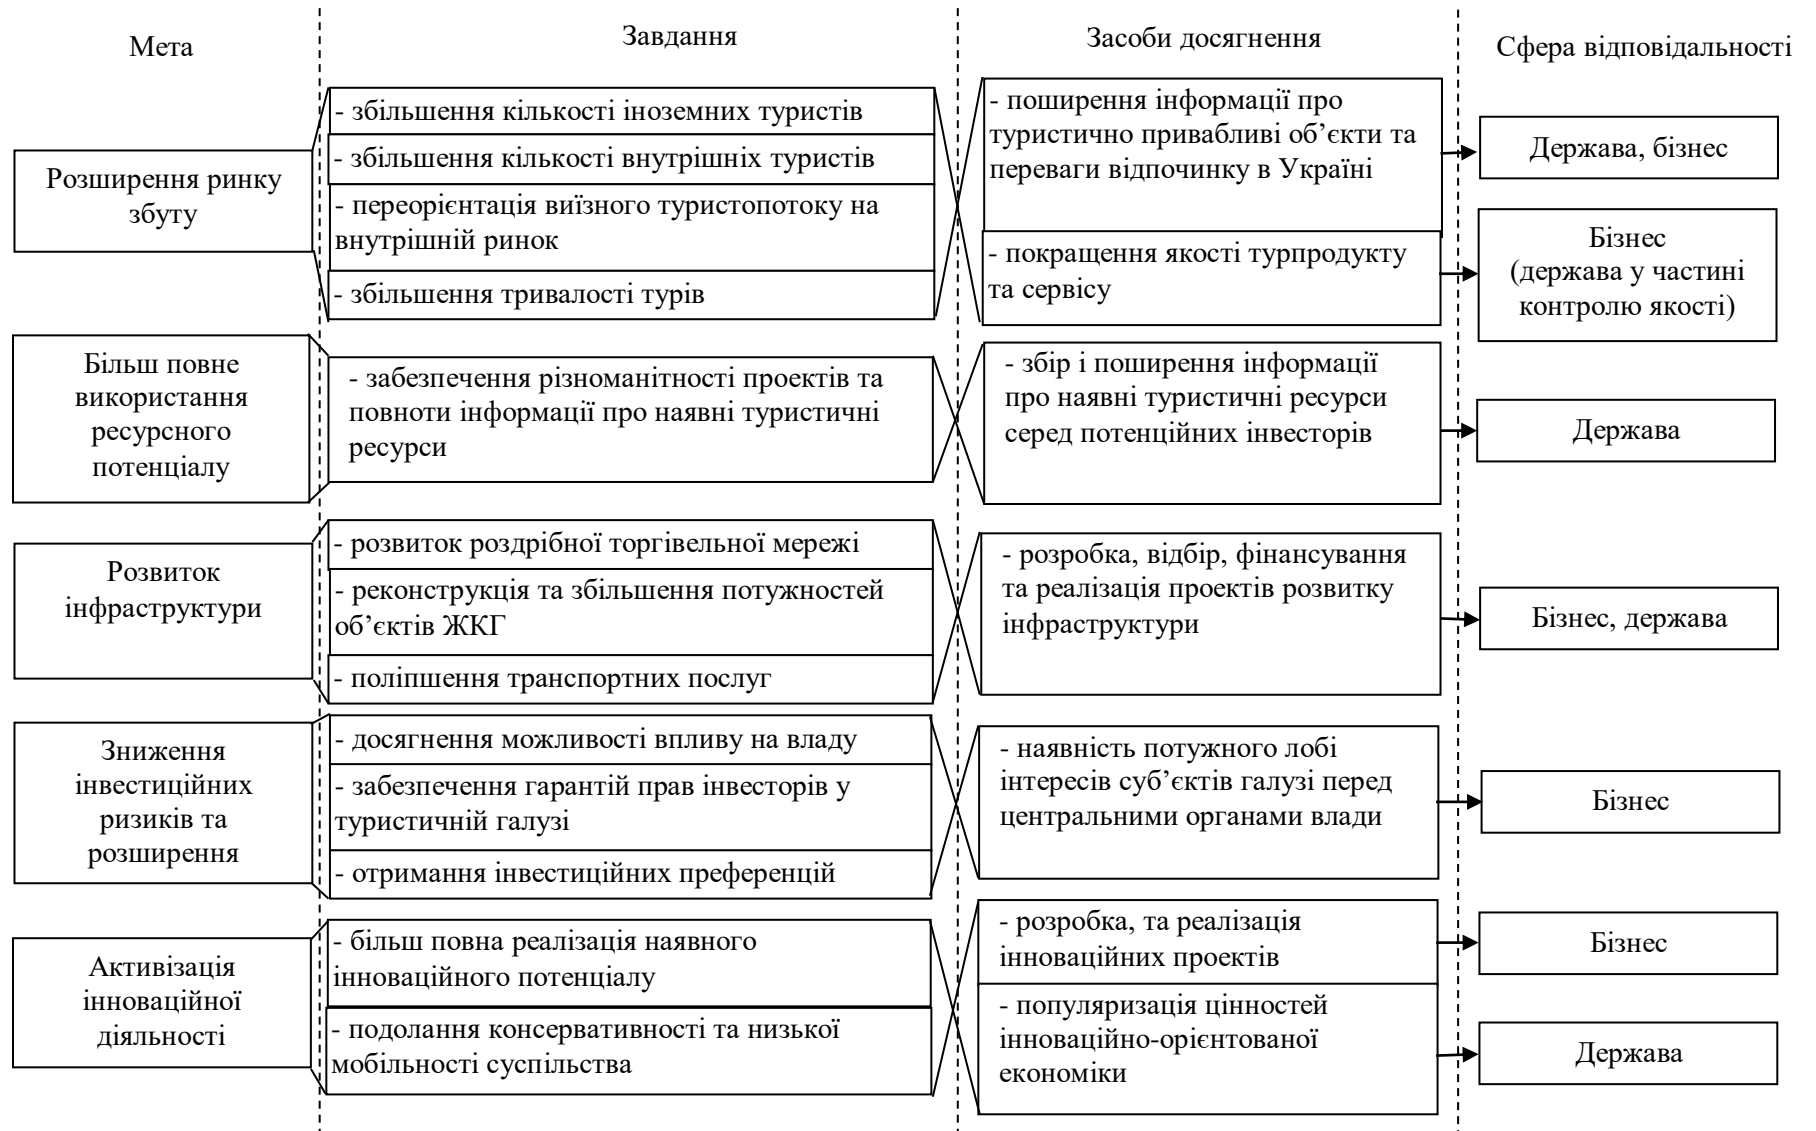 Мета
Завдання
Засоби досягнення
Сфера відповідальності
Розширення ринку
збуту
- збільшення кількості іноземних туристів
- збільшення кількості внутрішніх туристів
- переорієнтація виїзного туристопотоку на
внутрішній ринок
- збільшення тривалості турів
- поширення інформації про
туристично привабливі об’єкти та
переваги відпочинку в Україні
- покращення якості турпродукту
та сервісу
Держава, бізнес
Бізнес
(держава у частині
контролю якості)
Більш повне
використання
ресурсного
потенціалу
- забезпечення різноманітності проектів та
повноти інформації про наявні туристичні
ресурси
- збір і поширення інформації
про наявні туристичні ресурси
серед потенційних інвесторів
Держава
Розвиток
інфраструктури
- розвиток роздрібної торгівельної мережі
- реконструкція та збільшення потужностей
об’єктів ЖКГ
- поліпшення транспортних послуг
- розробка, відбір, фінансування
та реалізація проектів розвитку
інфраструктури
Бізнес, держава
Зниження
інвестиційних
ризиків та
розширення
- досягнення можливості впливу на владу
- забезпечення гарантій прав інвесторів у
туристичній галузі
- отримання інвестиційних преференцій
- наявність потужного лобі
інтересів суб’єктів галузі перед
центральними органами влади
Бізнес
Активізація
інноваційної
діяльності
- більш повна реалізація наявного
інноваційного потенціалу
- подолання консервативності та низької
мобільності суспільства
- розробка, та реалізація
інноваційних проектів
- популяризація цінностей
інноваційно-орієнтованої
економіки
Бізнес
Держава